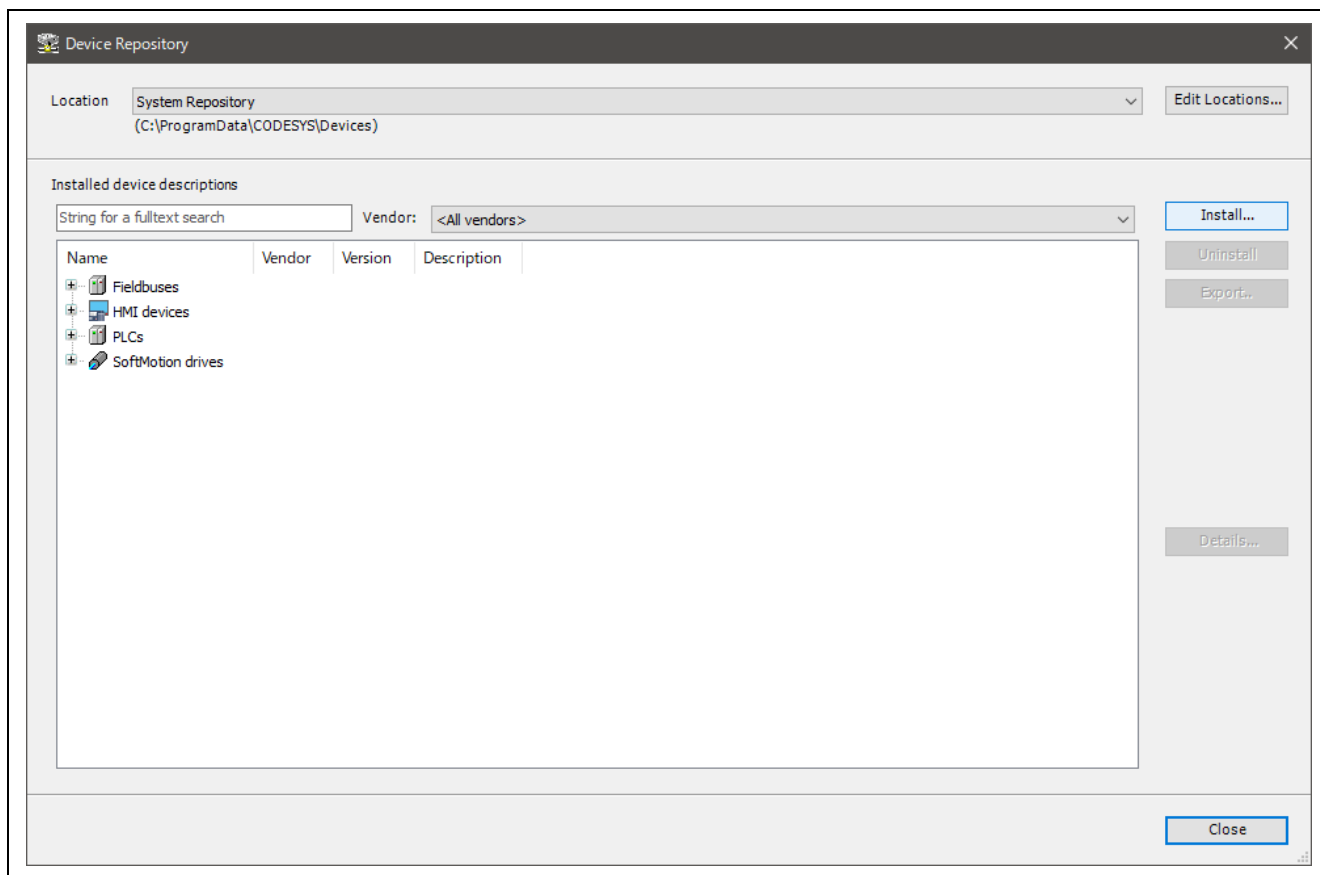 Device Repository
Location System Repository Edit Locations...
(C:\ProgramData\CODESYS\Devices)
Installed device descriptions
String for a fulltext search Vendor: <All vendors> Install...
Name Vendor Version Description Uninstall
Fieldbuses Export..
HMI devices
PLCs
SoftMotion drives
Details...
Close